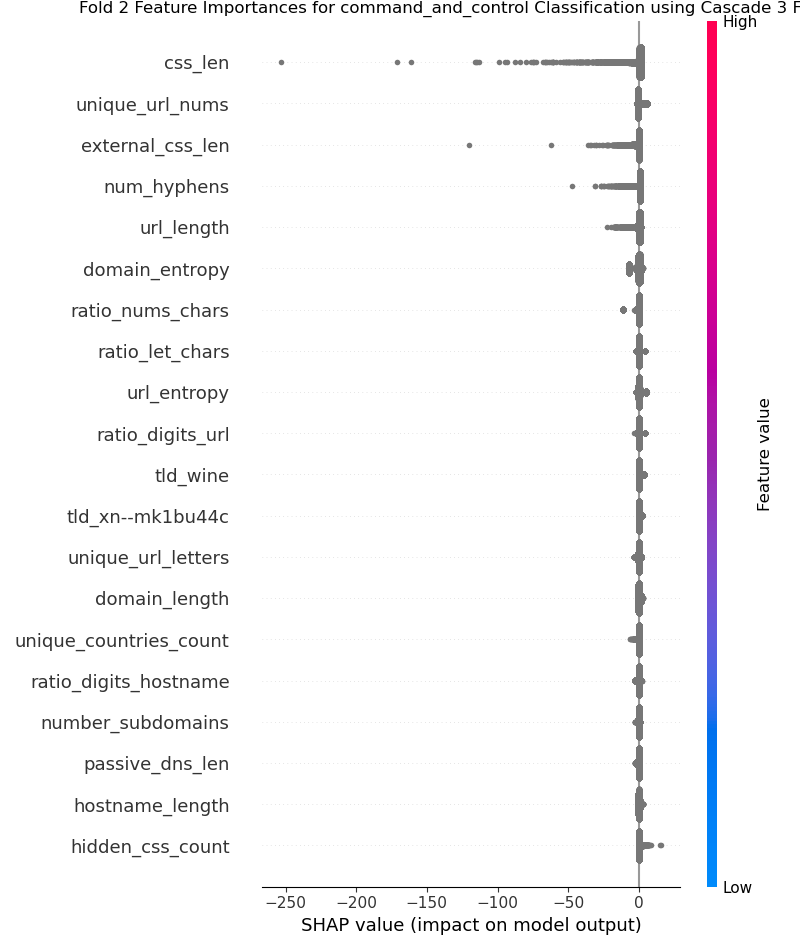 Fold 2 Feature Importances for command_and_control Classification using Cascade 3 F
High
css_len
unique_url_nums
external_css_len
num_hyphens
url_length
domain_entropy
ratio_nums_chars
ratio_let_chars
url_entropy
ratio_digits_url
tld_wine
tld_xn--mk1bu44c
unique_url_letters
domain_length
unique_countries_count
ratio_digits_hostname
number_subdomains
passive_dns_len
hostname_length
hidden_css_count
Feature value
Low
−250 −200 −150 −100 −50 0
SHAP value (impact on model output)